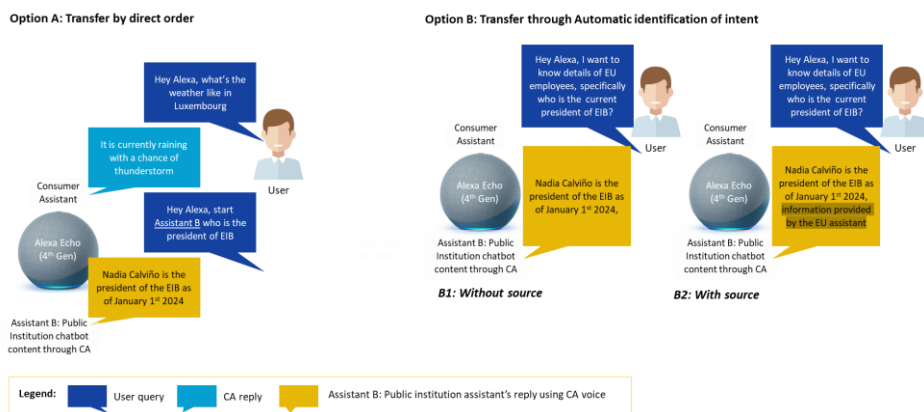 Option A: Transfer by direct order
Hey Alexa, what's the
weather like in
Luxembourg
It is currently raining
with a chance of
thunderstorm
User
Consumer
Assistant
Hey Alexa, start
Assistant B who is the
president of EIB
Alexa Echo
(4th Gen)
Nadia Calviño is the
president of the EIB as
of January 1st 2024
Assistant B: Public
Institution chatbot
content through CA
Option B: Transfer through Automatic identification of intent
Hey Alexa, I want to
know details of EU
employees, specifically
who is the current
president of EIB?
Consumer
Assistant
User
Alexa Echo
(4th Gen)
Nadia Calviño is the
president of the EIB as
of January 1st 2024,
Assistant B: Public
Institution chatbot
content through CA
B1: Without source
Hey Alexa, I want to
know details of EU
employees, specifically
who is the current
president of EIB?
Consumer
Assistant
User
Alexa Echo
(4th Gen)
Nadia Calviño is the
president of the EIB as
of January 1st 2024,
information provided
by the EU assistant
Assistant B: Public
Institution chatbot
content through CA
B2: With source
Legend:
User query
CA reply
Assistant B: Public institution assistant's reply using CA voice